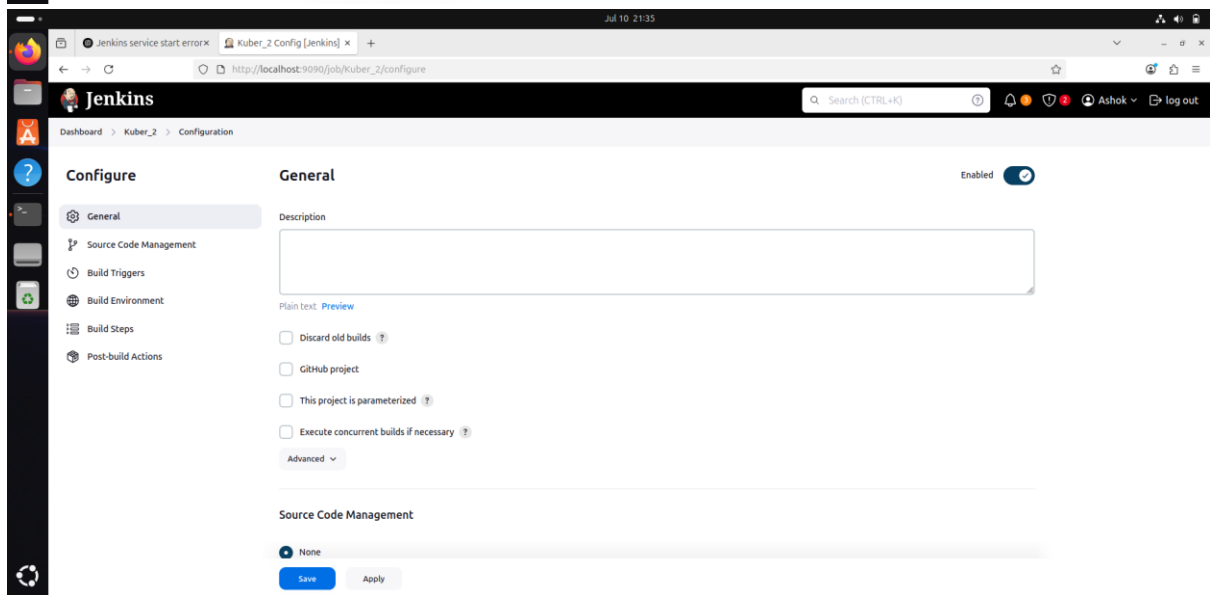 Jul 10 21:35
Jenkins service start error × Kuber_2 Config [Jenkins] × +
http://localhost:9090/job/Kuber_2/configure
Jenkins Search (CTRL+K) ? 3 2 Ashok log out
Dashboard > Kuber_2 > Configuration
Configure
General
Source Code Management
Build Triggers
Build Environment
Build Steps
Post-build Actions
General Enabled
Description
Plain text Preview
Discard old builds ?
GitHub project
This project is parameterized ?
Execute concurrent builds if necessary ?
Advanced
Source Code Management
None
Save Apply